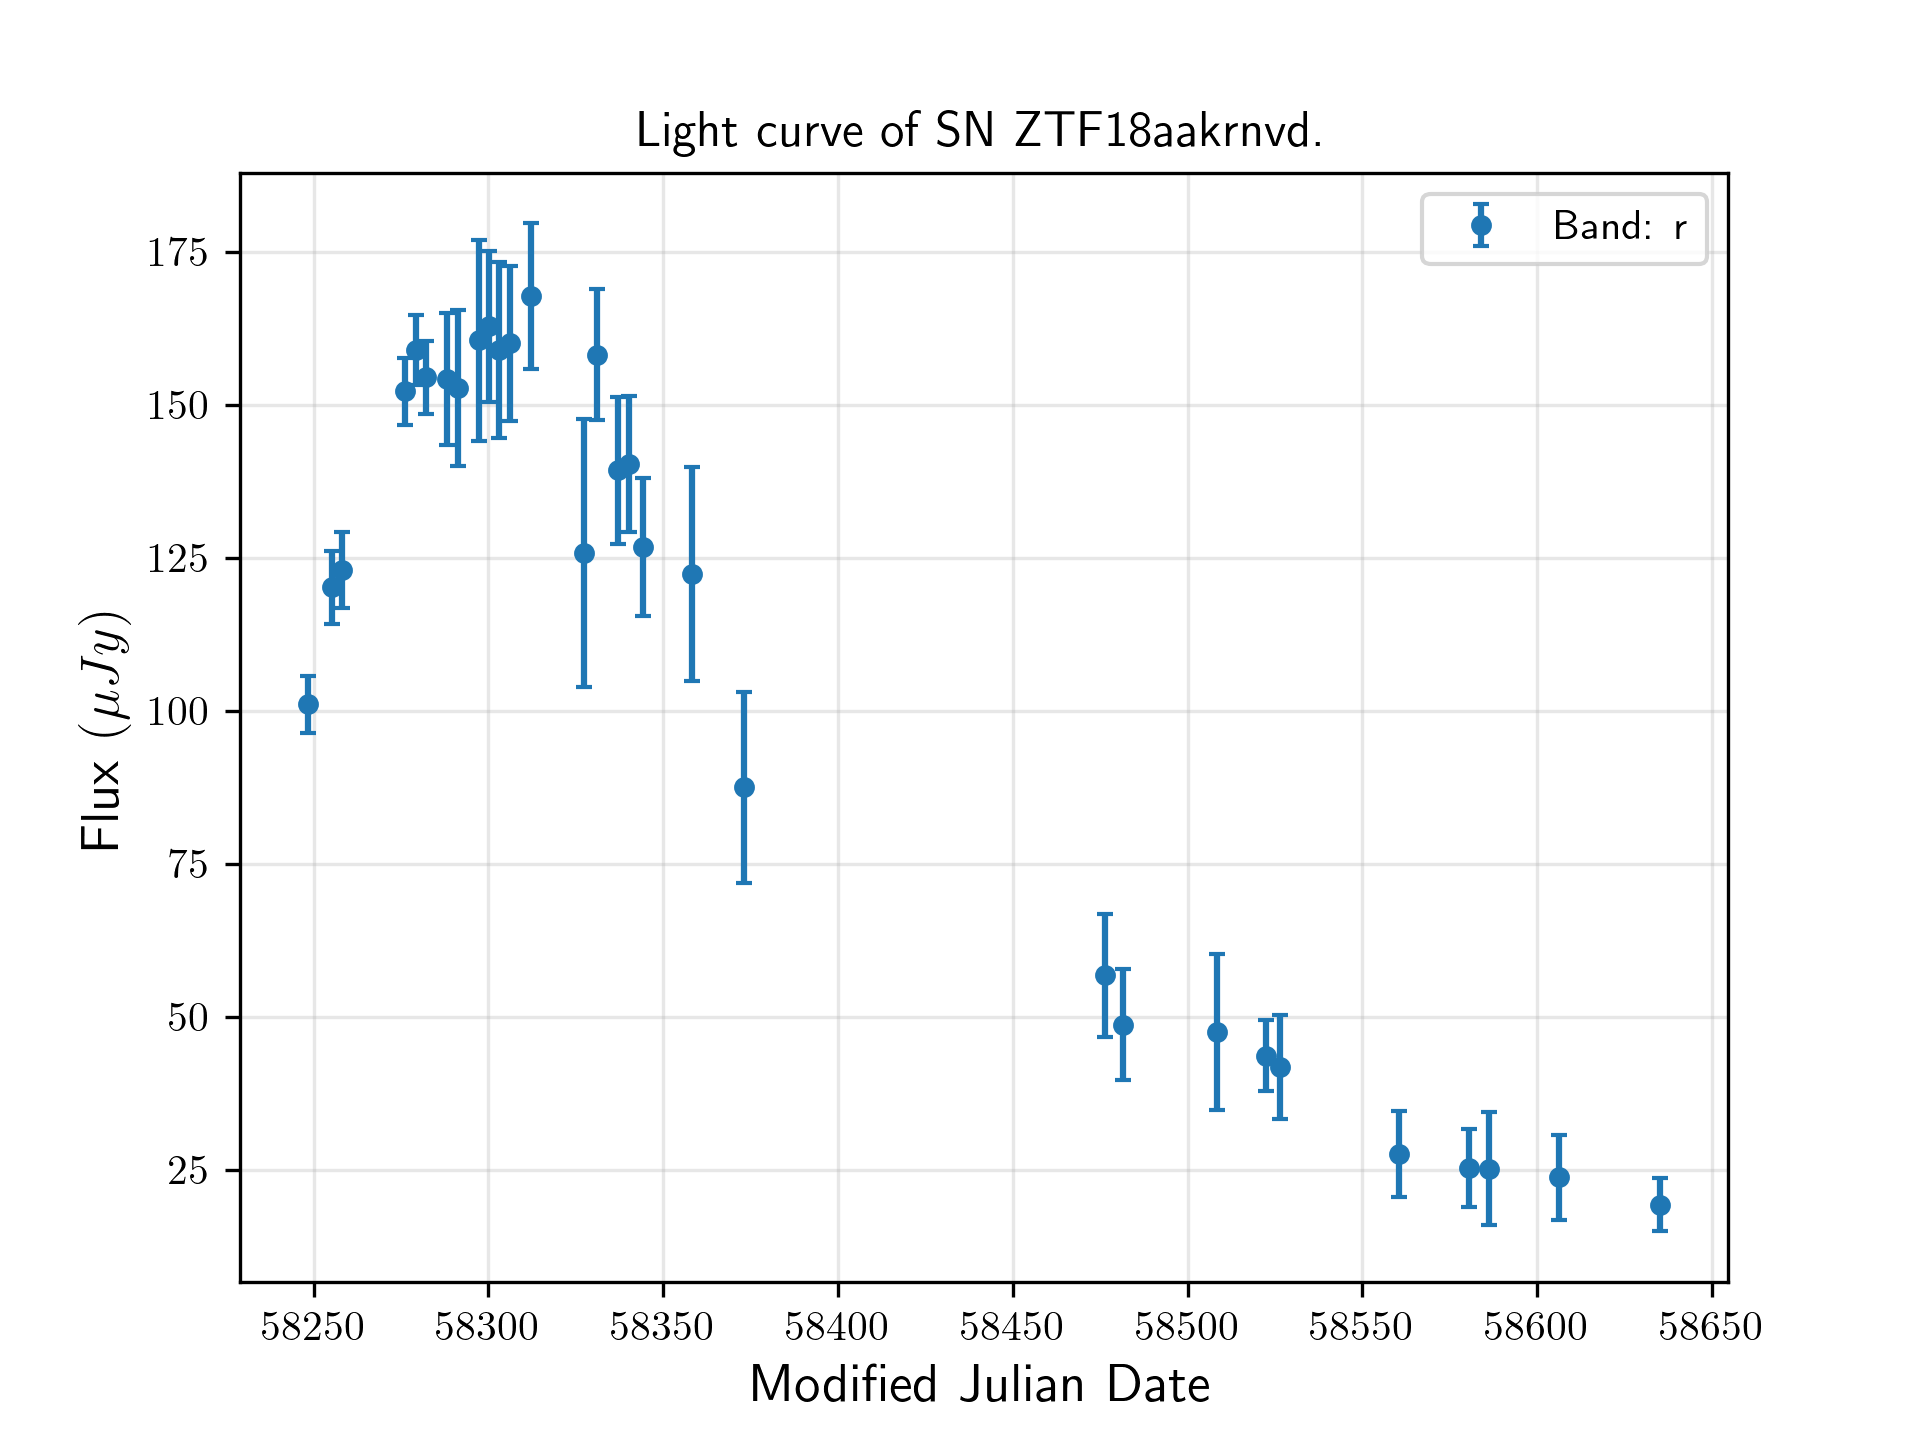 Light curve of SN ZTF18aakrnvd.
Band: r
175
150
125
100
75
50
25
Flux (μJy)
58250 58300 58350 58400 58450 58500 58550 58600 58650
Modified Julian Date